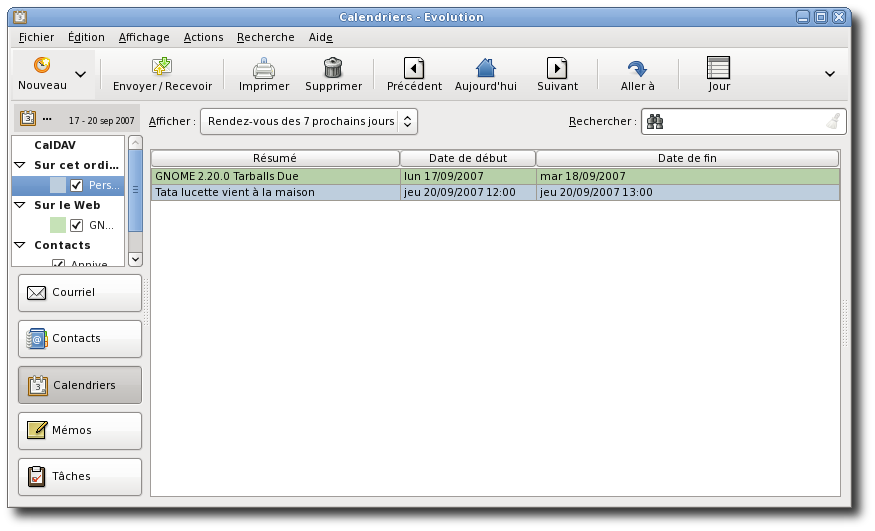 Calendriers - Evolution
Fichier Édition Affichage Actions Recherche Aide
Nouveau Envoyer / Recevoir Imprimer Supprimer Précédent Aujourd'hui Suivant Aller à Jour
... 17 - 20 sep 2007 Afficher : Rendez-vous des 7 prochains jours Rechercher :
CalDAV
Sur cet ordi...
Pers...
Sur le Web
GN...
Contacts
Annive
Courriel
Contacts
Calendriers
Mémos
Tâches
Résumé Date de début Date de fin
GNOME 2.20.0 Tarballs Due lun 17/09/2007 mar 18/09/2007
Tata lucette vient à la maison jeu 20/09/2007 12:00 jeu 20/09/2007 13:00